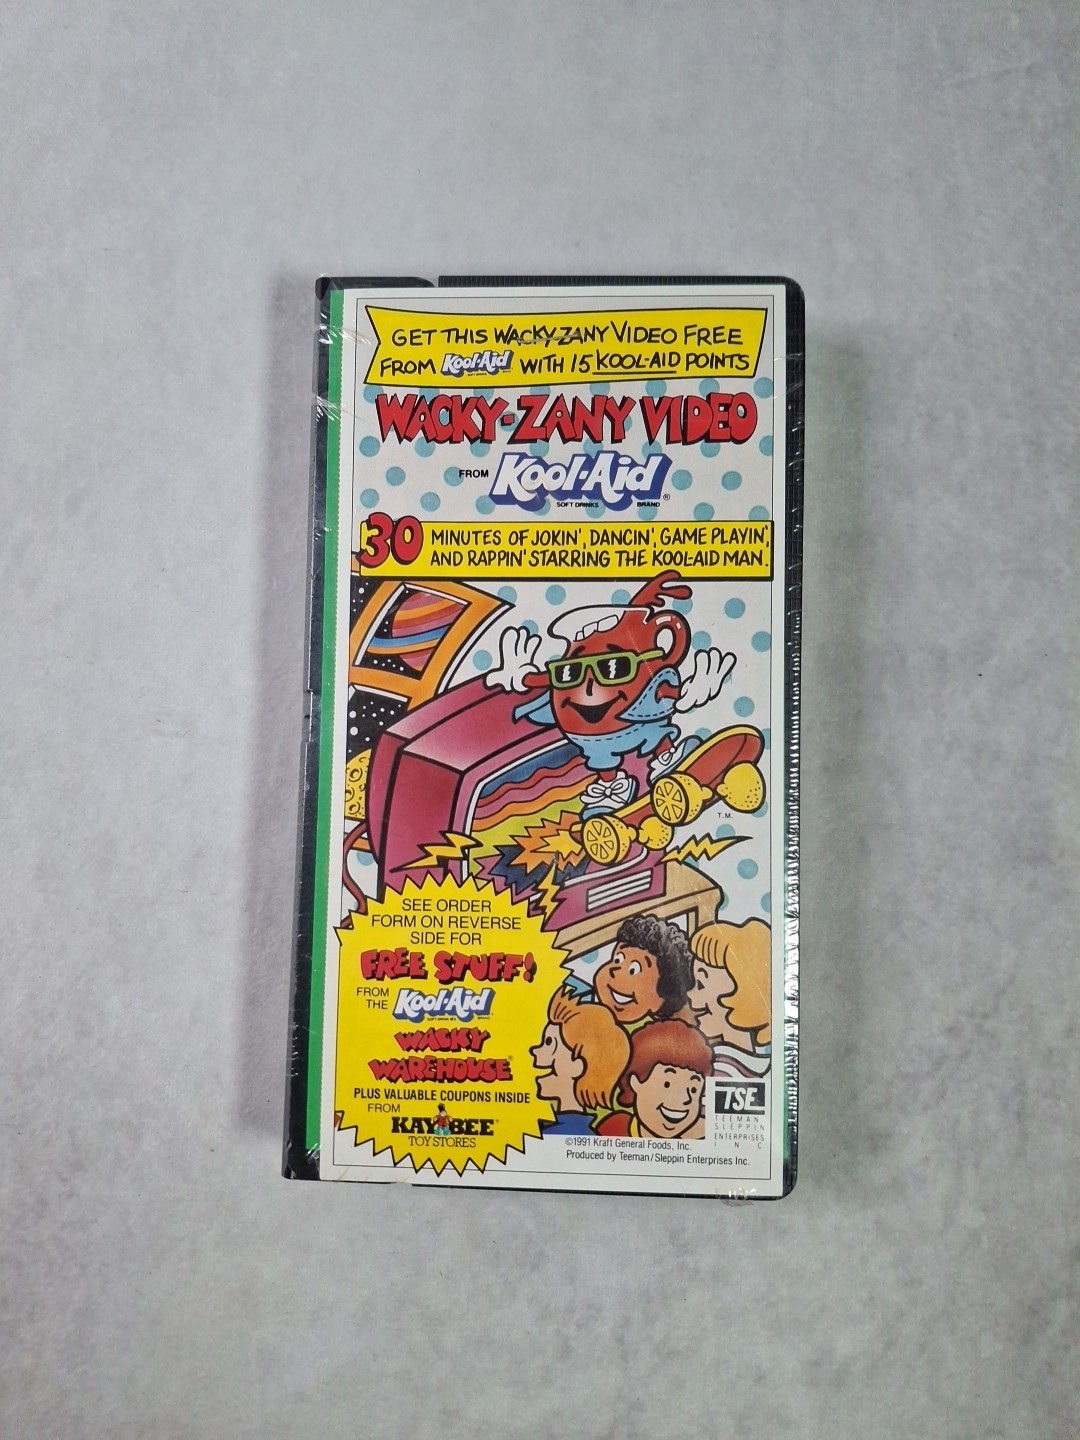 GET THIS WACKY-ZANY VIDEO FREE
FROM Kool-Aid WITH 15 KOOL-AID POINTS
WACKY-ZANY VIDEO
FROM Kool-Aid®
SOFT DRINKS BRAND
30 MINUTES OF JOKIN', DANCIN', GAME PLAYIN',
AND RAPPIN' STARRING THE KOOL-AID MAN.
T.M.
SEE ORDER
FORM ON REVERSE
SIDE FOR
FREE STUFF!
FROM
THE Kool-Aid
WACKY
WAREHOUSE®
PLUS VALUABLE COUPONS INSIDE
FROM
KAY BEE
TOY STORES
TSE
TEEMAN
SLEPPIN
ENTERPRISES
INC
©1991 Kraft General Foods, Inc.
Produced by Teeman/Sleppin Enterprises Inc.